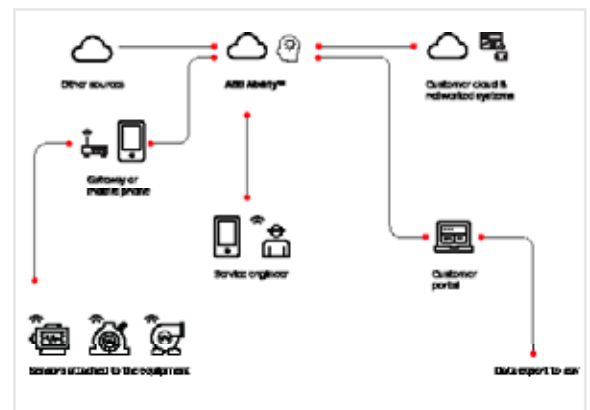 Other sources
ABB Ability™
Customer cloud &
networked systems
Gateway or
mobile phone
Service engineer
Customer
portal
Sensors attached to the equipment
Data export to csv